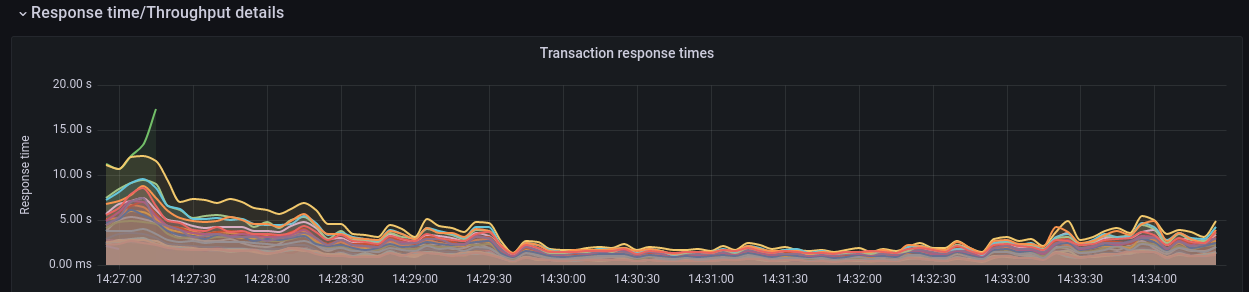 Response time/Throughput details
Transaction response times
20.00 s
15.00 s
10.00 s
5.00 s
0.00 ms
Response time
14:27:00 14:27:30 14:28:00 14:28:30 14:29:00 14:29:30 14:30:00 14:30:30 14:31:00 14:31:30 14:32:00 14:32:30 14:33:00 14:33:30 14:34:00